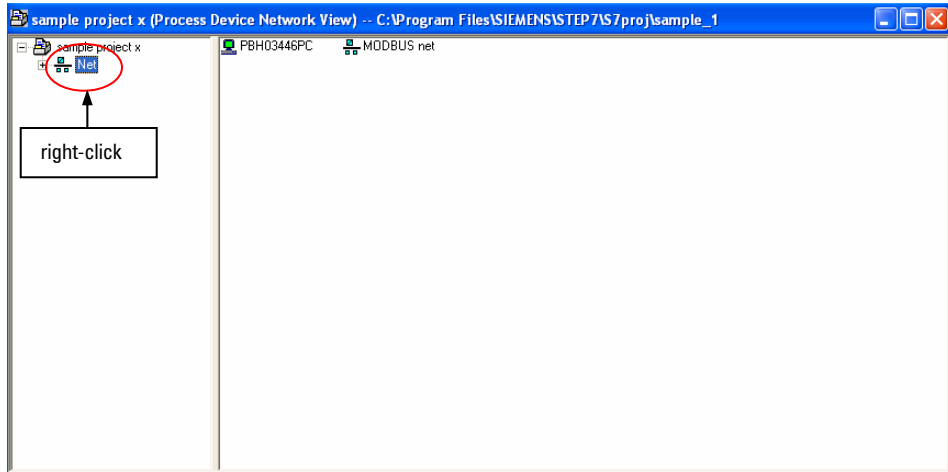 sample project x (Process Device Network View) -- C:\Program Files\SIEMENS\STEP7\S7proj\sample_1
sample project x
Net
PBH03446PC MODBUS net
right-click